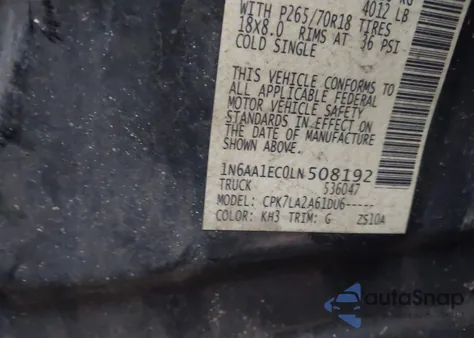 KG
4012 LB
WITH P265/70R18 TIRES
18X8.0 RIMS AT 36 PSI
COLD SINGLE
THIS VEHICLE CONFORMS TO
ALL APPLICABLE FEDERAL
MOTOR VEHICLE SAFETY
STANDARDS IN EFFECT ON
THE DATE OF MANUFACTURE
SHOWN ABOVE.
1N6AA1EC0LN508192
TRUCK 536047
MODEL: CPK7LA2A61DU6-----
COLOR: KH3 TRIM: G ZS10A
autoSnap